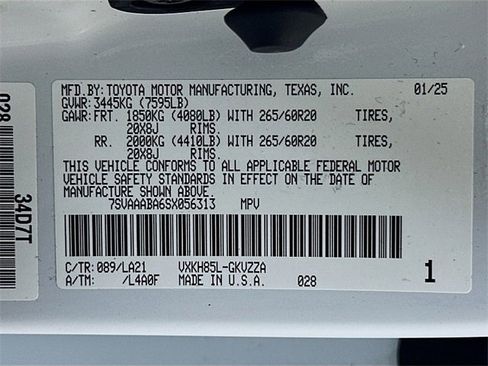 MFD.BY: TOYOTA MOTOR MANUFACTURING, TEXAS, INC. 01/25
GVWR: 3445KG (7595LB)
GAWR: FRT. 1850KG (4080LB) WITH 265/60R20 TIRES,
20X8J RIMS.
RR. 2000KG (4410LB) WITH 265/60R20 TIRES,
20X8J RIMS.
THIS VEHICLE CONFORMS TO ALL APPLICABLE FEDERAL MOTOR
VEHICLE SAFETY STANDARDS IN EFFECT ON THE DATE OF
MANUFACTURE SHOWN ABOVE.
7SVAAABA6SX056313 MPV
C/TR: 089/LA21 VXKH85L-GKVZZA
A/TM: /L4A0F MADE IN U.S.A. 028 1
028
34D7T